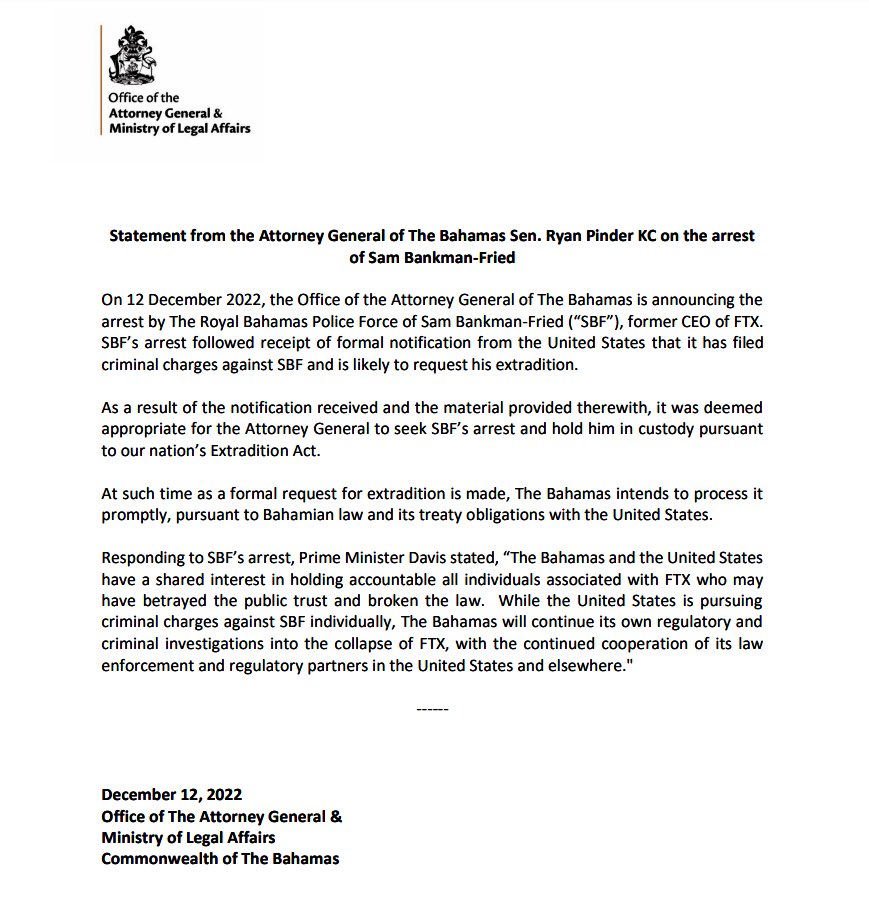 Office of the
Attorney General &
Ministry of Legal Affairs
Statement from the Attorney General of The Bahamas Sen. Ryan Pinder KC on the arrest
of Sam Bankman-Fried
On 12 December 2022, the Office of the Attorney General of The Bahamas is announcing the
arrest by The Royal Bahamas Police Force of Sam Bankman-Fried (“SBF”), former CEO of FTX.
SBF’s arrest followed receipt of formal notification from the United States that it has filed
criminal charges against SBF and is likely to request his extradition.
As a result of the notification received and the material provided therewith, it was deemed
appropriate for the Attorney General to seek SBF’s arrest and hold him in custody pursuant
to our nation’s Extradition Act.
At such time as a formal request for extradition is made, The Bahamas intends to process it
promptly, pursuant to Bahamian law and its treaty obligations with the United States.
Responding to SBF’s arrest, Prime Minister Davis stated, “The Bahamas and the United States
have a shared interest in holding accountable all individuals associated with FTX who may
have betrayed the public trust and broken the law.  While the United States is pursuing
criminal charges against SBF individually, The Bahamas will continue its own regulatory and
criminal investigations into the collapse of FTX, with the continued cooperation of its law
enforcement and regulatory partners in the United States and elsewhere."
------
December 12, 2022
Office of The Attorney General &
Ministry of Legal Affairs
Commonwealth of The Bahamas